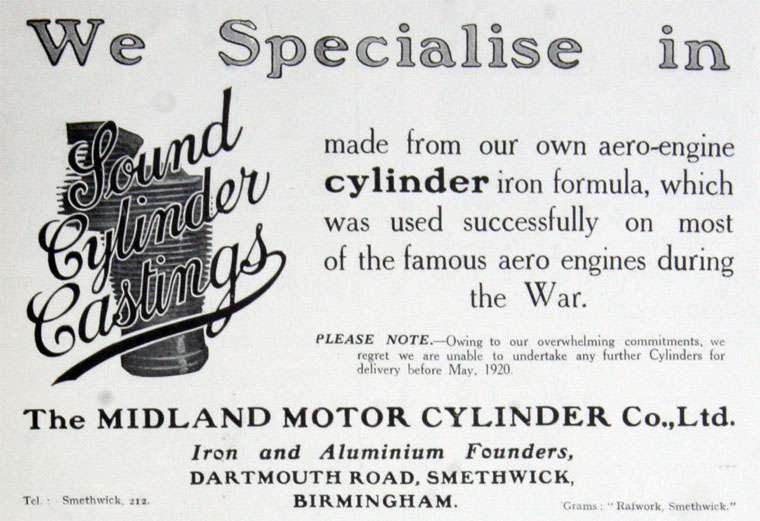 We Specialise in
Sound
Cylinder
Castings
made from our own aero-engine
cylinder iron formula, which
was used successfully on most
of the famous aero engines during
the War.
PLEASE NOTE.—Owing to our overwhelming commitments, we
regret we are unable to undertake any further Cylinders for
delivery before May, 1920.
The MIDLAND MOTOR CYLINDER Co., Ltd.
Iron and Aluminium Founders,
DARTMOUTH ROAD, SMETHWICK,
BIRMINGHAM.
Tel. : Smethwick, 212.
'Grams : "Rafwork, Smethwick."